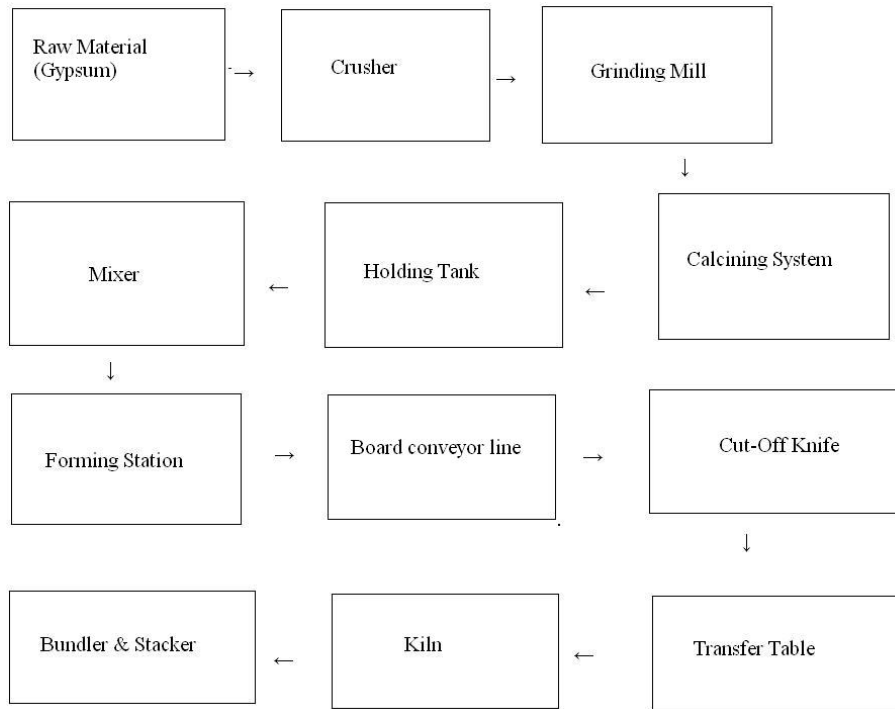 Raw Material
(Gypsum)
→
Crusher
→
Grinding Mill
↓
Mixer
←
Holding Tank
←
Calcining System
↓
Forming Station
→
Board conveyor line
→
Cut-Off Knife
↓
Bundler & Stacker
←
Kiln
←
Transfer Table